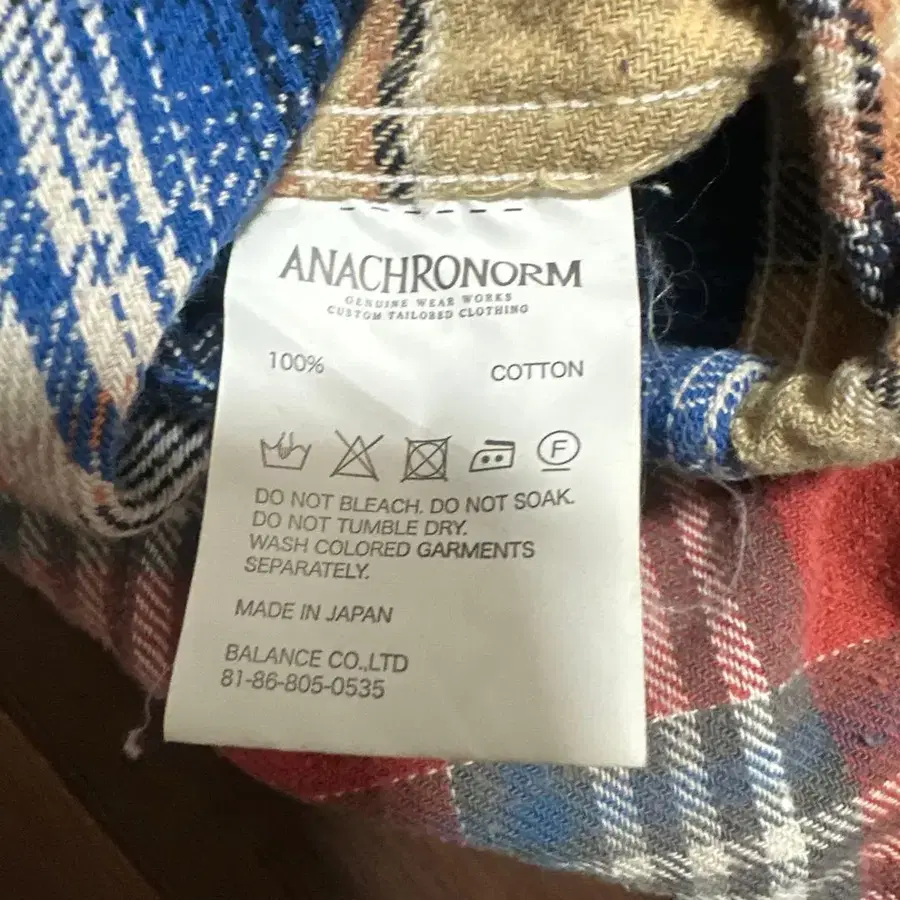 ANACHRONORM
GENUINE WEAR WORKS
CUSTOM TAILORED CLOTHING
100% COTTON
F
DO NOT BLEACH. DO NOT SOAK.
DO NOT TUMBLE DRY.
WASH COLORED GARMENTS
SEPARATELY.
MADE IN JAPAN
BALANCE CO.,LTD
81-86-805-0535